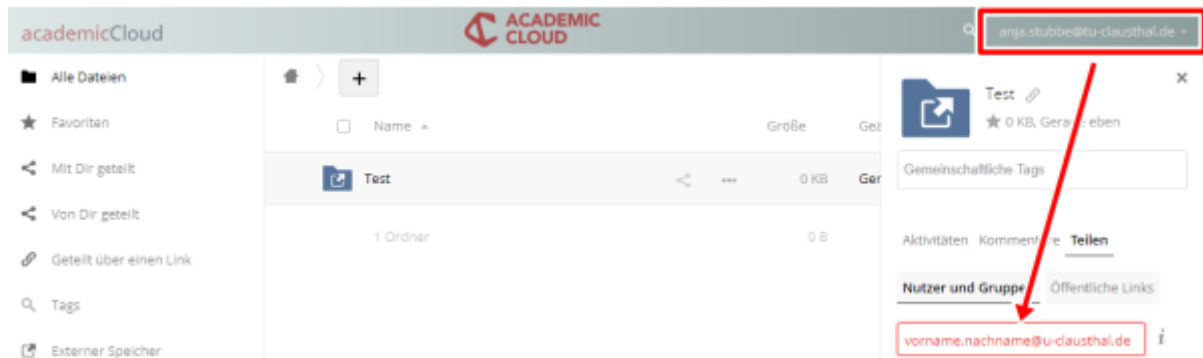 academicCloud
ACADEMIC
CLOUD
anja.stubbe@tu-clausthal.de
Alle Dateien
Favoriten
Mit Dir geteilt
Von Dir geteilt
Geteilt über einen Link
Tags
Externer Speicher
+
Name
Größe
Test
0 KB
Ger
1 Ordner
0 B
Test
0 KB, eben
Gemeinschaftliche Tags
Aktivitäten Teilen
Nutzer und Öffentliche Links
vorname.nachname@u-clausthal.de i